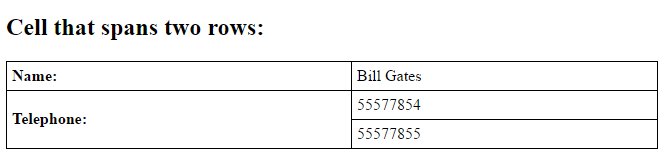 Cell that spans two rows:
Name: Bill Gates
55577854
Telephone:
55577855